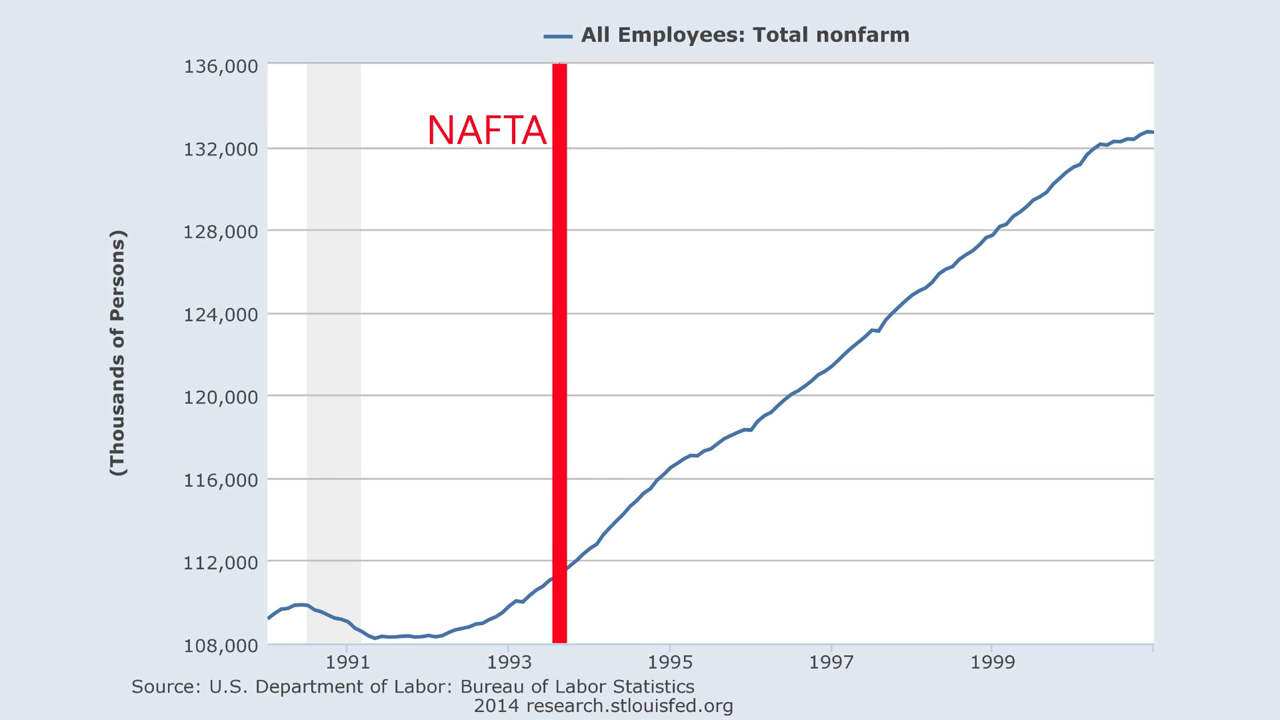 All Employees: Total nonfarm
136,000
NAFTA
132,000
128,000
124,000
120,000
116,000
112,000
108,000
(Thousands of Persons)
1991 1993 1995 1997 1999
Source: U.S. Department of Labor: Bureau of Labor Statistics
2014 research.stlouisfed.org